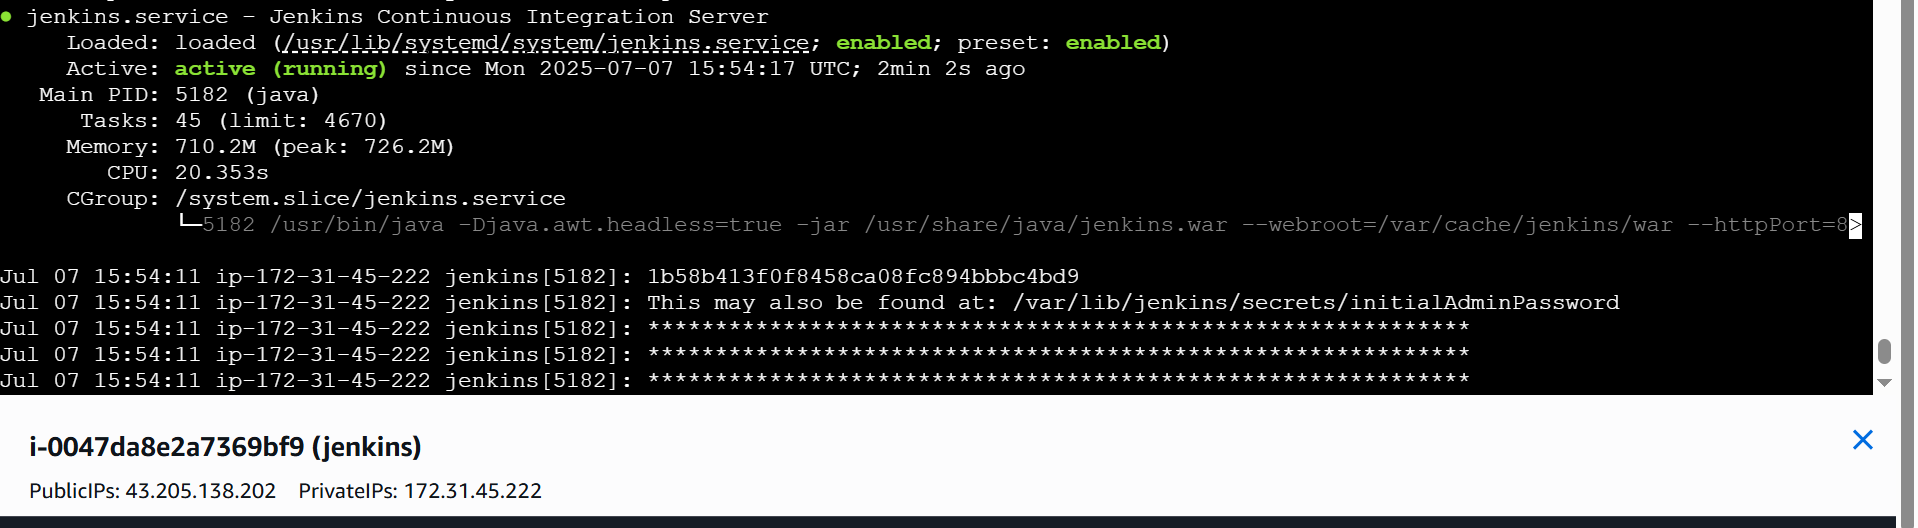 ● jenkins.service - Jenkins Continuous Integration Server
Loaded: loaded (/usr/lib/systemd/system/jenkins.service; enabled; preset: enabled)
Active: active (running) since Mon 2025-07-07 15:54:17 UTC; 2min 2s ago
Main PID: 5182 (java)
Tasks: 45 (limit: 4670)
Memory: 710.2M (peak: 726.2M)
CPU: 20.353s
CGroup: /system.slice/jenkins.service
└─5182 /usr/bin/java -Djava.awt.headless=true -jar /usr/share/java/jenkins.war --webroot=/var/cache/jenkins/war --httpPort=8>
Jul 07 15:54:11 ip-172-31-45-222 jenkins[5182]: 1b58b413f0f8458ca08fc894bbbc4bd9
Jul 07 15:54:11 ip-172-31-45-222 jenkins[5182]: This may also be found at: /var/lib/jenkins/secrets/initialAdminPassword
Jul 07 15:54:11 ip-172-31-45-222 jenkins[5182]: *************************************************************
Jul 07 15:54:11 ip-172-31-45-222 jenkins[5182]: *************************************************************
Jul 07 15:54:11 ip-172-31-45-222 jenkins[5182]: *************************************************************
i-0047da8e2a7369bf9 (jenkins)
PublicIPs: 43.205.138.202 PrivateIPs: 172.31.45.222